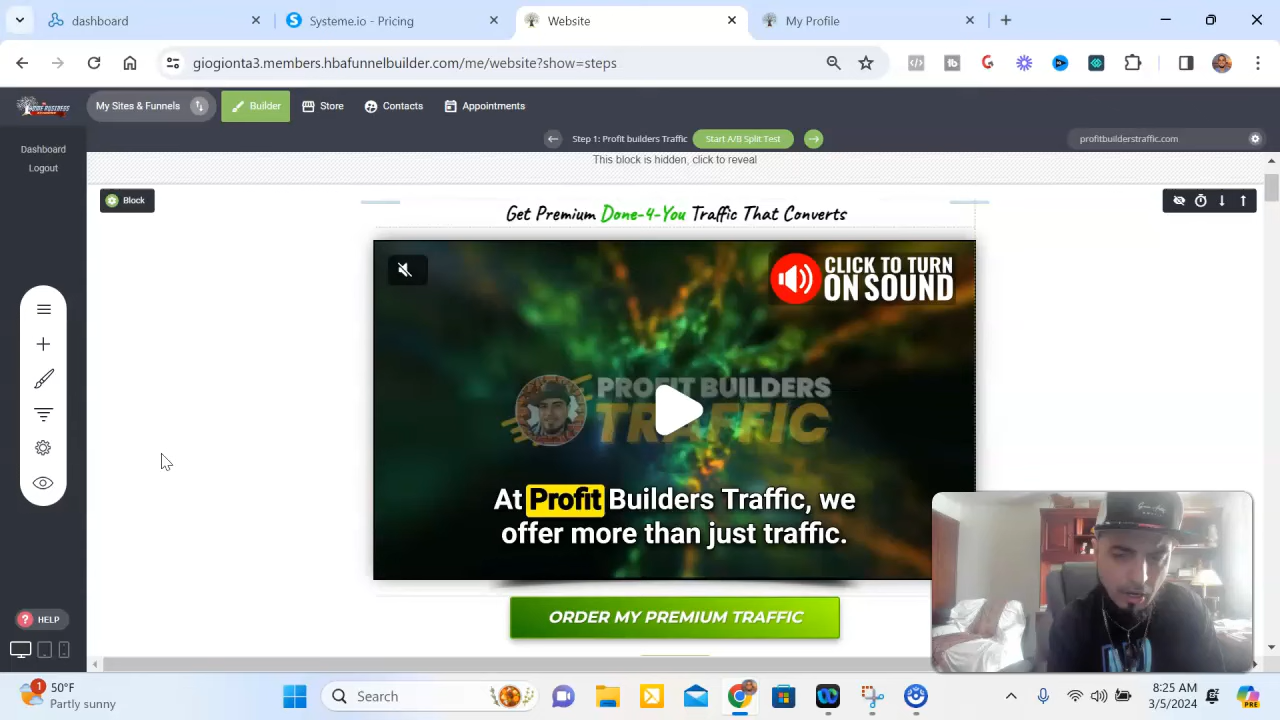 dashboard
Systeme.io - Pricing
Website
My Profile
giogionta3.members.hbafunnelbuilder.com/me/website?show=steps
My Sites & Funnels
Builder
Store
Contacts
Appointments
Step 1: Profit builders Traffic
Start A/B Split Test
profitbuilderstraffic.com
Dashboard
Logout
This block is hidden, click to reveal
Block
Get Premium Done-4-You Traffic That Converts
CLICK TO TURN
ON SOUND
PROFIT BUILDERS
TRAFFIC
At Profit Builders Traffic, we
offer more than just traffic.
ORDER MY PREMIUM TRAFFIC
HELP
1
50°F
Partly sunny
Search
8:25 AM
3/5/2024
PRE